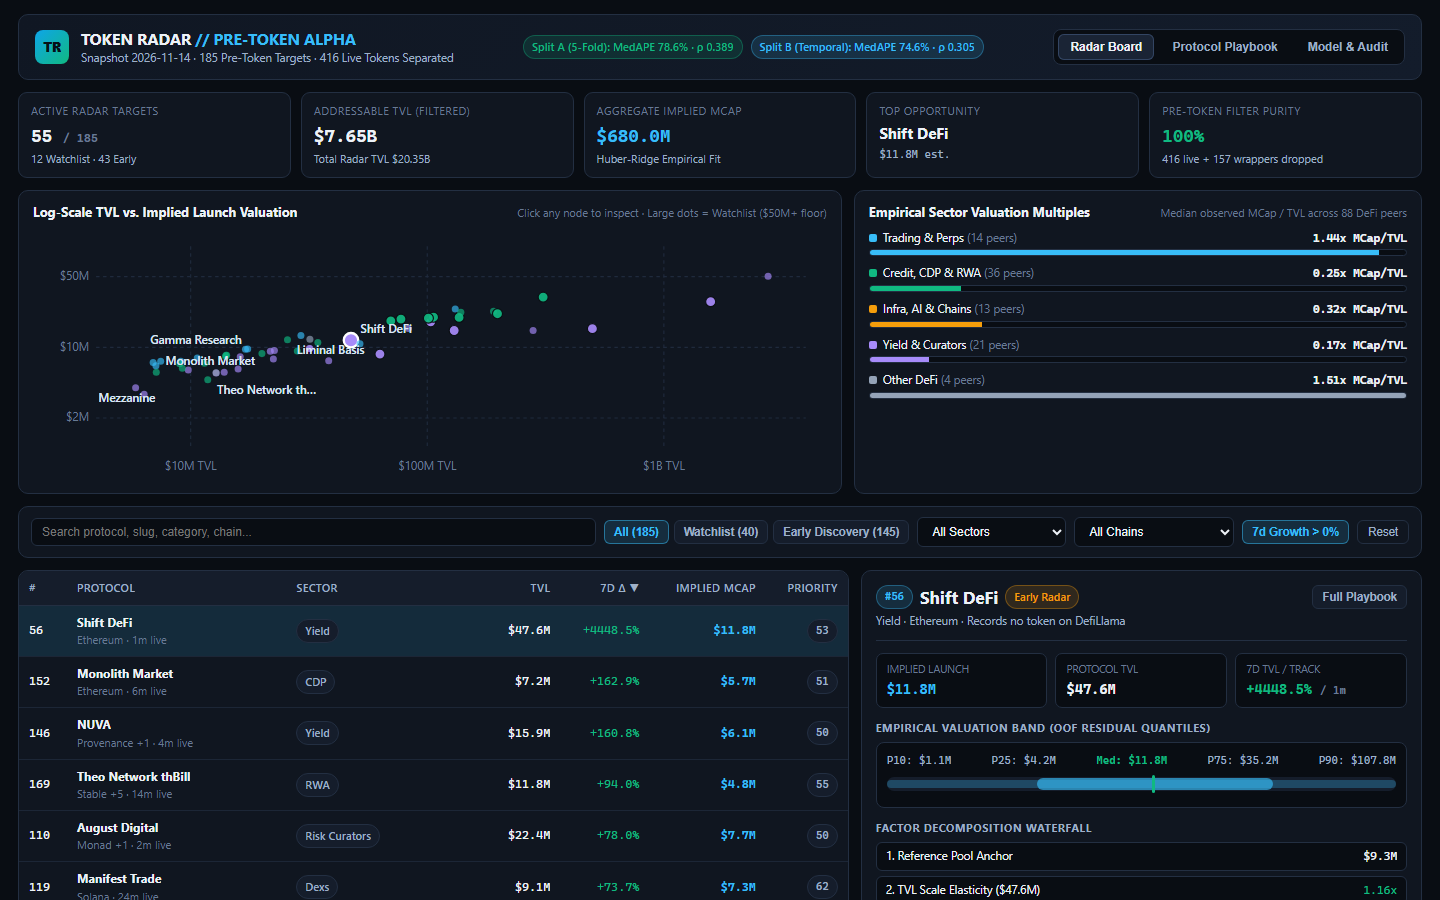 TR
TOKEN RADAR // PRE-TOKEN ALPHA
Snapshot 2026-11-14 · 185 Pre-Token Targets · 416 Live Tokens Separated
Split A (5-Fold): MedAPE 78.6% · ρ 0.389
Split B (Temporal): MedAPE 74.6% · ρ 0.305
Radar Board
Protocol Playbook
Model & Audit
ACTIVE RADAR TARGETS
55 / 185
12 Watchlist · 43 Early
ADDRESSABLE TVL (FILTERED)
$7.65B
Total Radar TVL $20.35B
AGGREGATE IMPLIED MCAP
$680.0M
Huber-Ridge Empirical Fit
TOP OPPORTUNITY
Shift DeFi
$11.8M est.
PRE-TOKEN FILTER PURITY
100%
416 live + 157 wrappers dropped
Log-Scale TVL vs. Implied Launch Valuation
Click any node to inspect · Large dots = Watchlist ($50M+ floor)
$50M
$10M
$2M
Shift DeFi
Gamma Research
Liminal Basis
Monolith Market
Theo Network th...
Mezzanine
$10M TVL
$100M TVL
$1B TVL
Empirical Sector Valuation Multiples
Median observed MCap / TVL across 88 DeFi peers
Trading & Perps (14 peers) 1.44x MCap/TVL
Credit, CDP & RWA (36 peers) 0.25x MCap/TVL
Infra, AI & Chains (13 peers) 0.32x MCap/TVL
Yield & Curators (21 peers) 0.17x MCap/TVL
Other DeFi (4 peers) 1.51x MCap/TVL
Search protocol, slug, category, chain...
All (185)
Watchlist (40)
Early Discovery (145)
All Sectors
All Chains
7d Growth > 0%
Reset
# PROTOCOL SECTOR TVL 7D Δ ▼ IMPLIED MCAP PRIORITY
56 Shift DeFi Yield $47.6M +4448.5% $11.8M 53
Ethereum · 1m live
152 Monolith Market CDP $7.2M +162.9% $5.7M 51
Ethereum · 6m live
146 NUVA Yield $15.9M +160.8% $6.1M 50
Provenance +1 · 4m live
169 Theo Network thBill RWA $11.8M +94.0% $4.8M 55
Stable +5 · 14m live
110 August Digital Risk Curators $22.4M +78.0% $7.7M 50
Monad +1 · 2m live
119 Manifest Trade Dexs $9.1M +73.7% $7.3M 62
Solana · 24m live
#56 Shift DeFi Early Radar
Full Playbook
Yield · Ethereum · Records no token on DefiLlama
IMPLIED LAUNCH
$11.8M
PROTOCOL TVL
$47.6M
7D TVL / TRACK
+4448.5% / 1m
EMPIRICAL VALUATION BAND (OOF RESIDUAL QUANTILES)
P10: $1.1M P25: $4.2M Med: $11.8M P75: $35.2M P90: $107.8M
FACTOR DECOMPOSITION WATERFALL
1. Reference Pool Anchor $9.3M
2. TVL Scale Elasticity ($47.6M) 1.16x